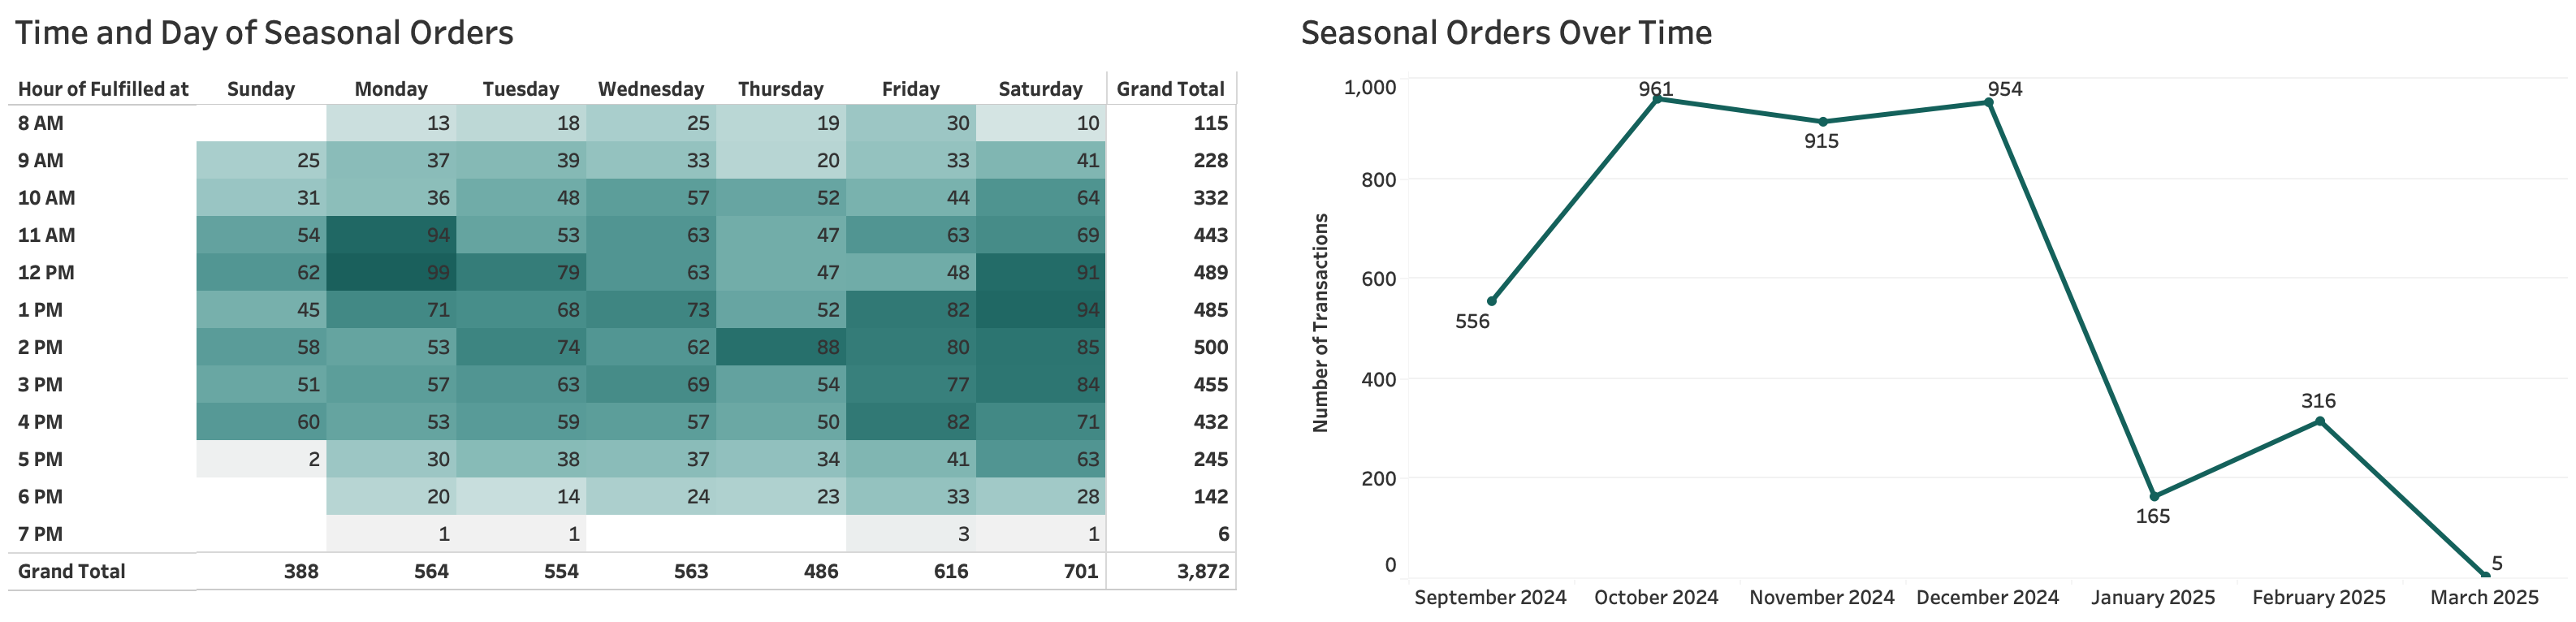 Time and Day of Seasonal Orders
Hour of Fulfilled at Sunday Monday Tuesday Wednesday Thursday Friday Saturday Grand Total
8 AM 13 18 25 19 30 10 115
9 AM 25 37 39 33 20 33 41 228
10 AM 31 36 48 57 52 44 64 332
11 AM 54 94 53 63 47 63 69 443
12 PM 62 99 79 63 47 48 91 489
1 PM 45 71 68 73 52 82 94 485
2 PM 58 53 74 62 88 80 85 500
3 PM 51 57 63 69 54 77 84 455
4 PM 60 53 59 57 50 82 71 432
5 PM 2 30 38 37 34 41 63 245
6 PM 20 14 24 23 33 28 142
7 PM 1 1 3 1 6
Grand Total 388 564 554 563 486 616 701 3,872
Seasonal Orders Over Time
Number of Transactions
1,000
800
600
400
200
0
556
961
915
954
165
316
5
September 2024 October 2024 November 2024 December 2024 January 2025 February 2025 March 2025